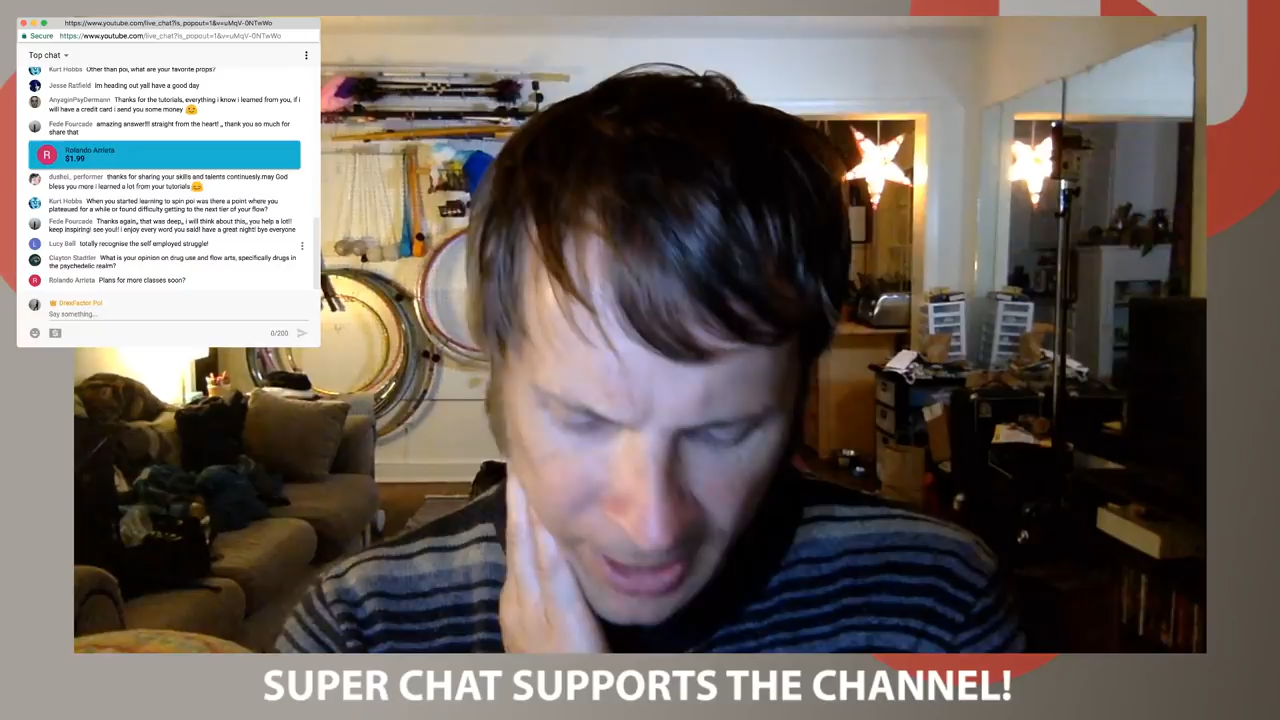 https://www.youtube.com/live_chat?is_popout=1&v=uMqV-0NTwWo
Secure https://www.youtube.com/live_chat?is_popout=1&v=uMqV-0NTwWo
Top chat
Kurt Hobbs Other than poi, what are your favorite props?
Jesse Ratfield Im heading out yall have a good day
AnyaginPsyDermann Thanks for the tutorials, everything i know i learned from you, if i
will have a credit card i send you some money
Fede Fourcade amazing answer!!! straight from the heart! ,, thank you so much for
share that
R Rolando Arrieta
$1.99
dushel_ performer thanks for sharing your skills and talents continuesly.may God
bless you more i learned a lot from your tutorials
Kurt Hobbs When you started learning to spin poi was there a point where you
plateaued for a while or found difficulty getting to the next tier of your flow?
Fede Fourcade Thanks again,, that was deep,, i will think about this,, you help a lot!!
keep inspiring! see you!! i enjoy every word you said! have a great night! bye everyone
L Lucy Bell totally recognise the self employed struggle!
Clayton Stadtler What is your opinion on drug use and flow arts, specifically drugs in
the psychedelic realm?
R Rolando Arrieta Plans for more classes soon?
DrexFactor Poi
Say something...
0/200
SUPER CHAT SUPPORTS THE CHANNEL!